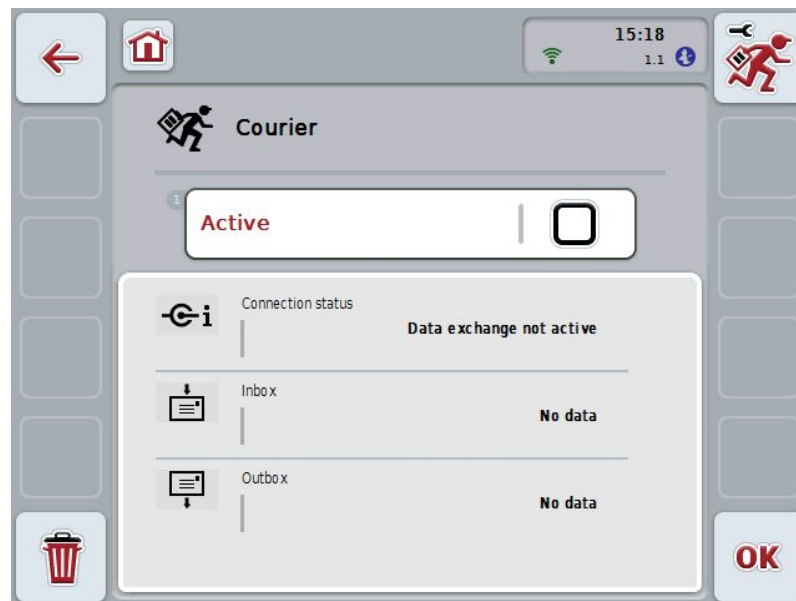 15:18
1.1
Courier
1
Active
Connection status
Data exchange not active
Inbox
No data
Outbox
No data
OK